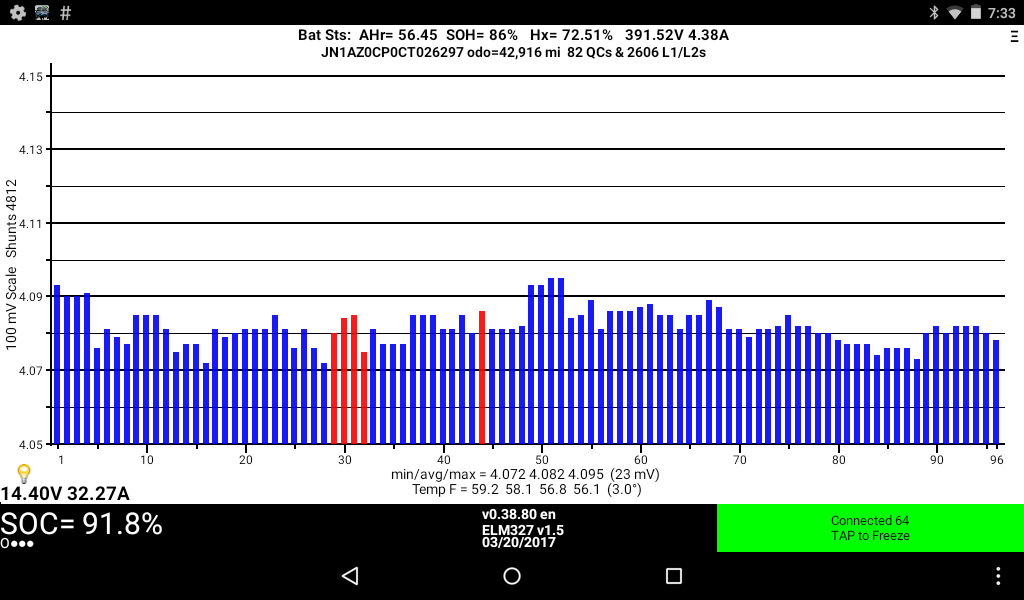 # 7:33
Bat Sts: AHr= 56.45 SOH= 86% Hx= 72.51% 391.52V 4.38A
JN1AZ0CP0CT026297 odo=42,916 mi 82 QCs & 2606 L1/L2s
100 mV Scale Shunts 4812
4.15
4.13
4.11
4.09
4.07
4.05
1 10 20 30 40 50 60 70 80 90 96
min/avg/max = 4.072 4.082 4.095 (23 mV)
Temp F = 59.2 58.1 56.8 56.1 (3.0°)
14.40V 32.27A
SOC= 91.8%
O●●●
v0.38.80 en
ELM327 v1.5
03/20/2017
Connected 64
TAP to Freeze